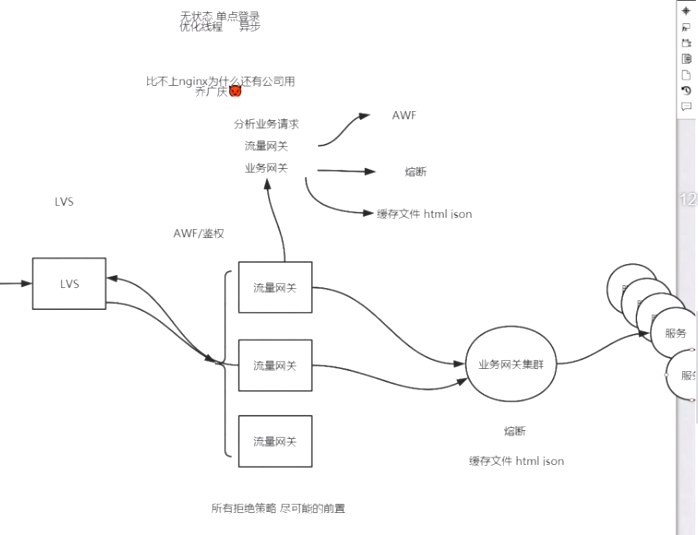 无状态 单点登录
优化线程 异步
比不上nginx为什么还有公司用
乔广庆
分析业务请求
流量网关
业务网关
AWF
熔断
缓存文件 html json
LVS
AWF/鉴权
LVS
流量网关
流量网关
流量网关
业务网关集群
服务
熔断
缓存文件 html json
所有拒绝策略 尽可能的前置
12